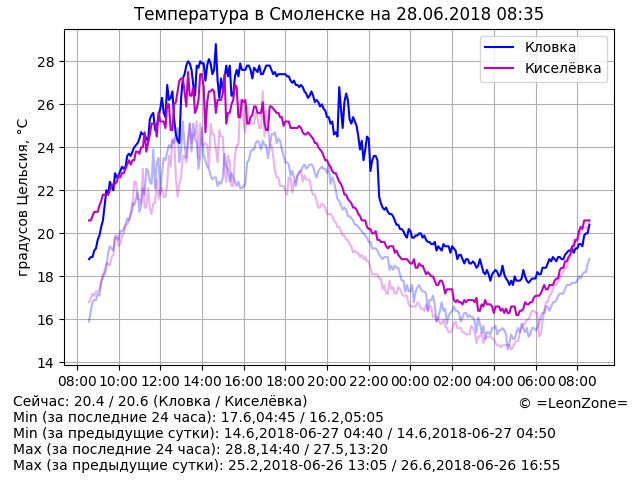 Температура в Смоленске на 28.06.2018 08:35
Кловка
Киселёвка
градусов Цельсия, °C
28
26
24
22
20
18
16
14
08:00 10:00 12:00 14:00 16:00 18:00 20:00 22:00 00:00 02:00 04:00 06:00 08:00
Сейчас: 20.4 / 20.6 (Кловка / Киселёвка)
© =LeonZone=
Min (за последние 24 часа): 17.6,04:45 / 16.2,05:05
Min (за предыдущие сутки): 14.6,2018-06-27 04:40 / 14.6,2018-06-27 04:50
Max (за последние 24 часа): 28.8,14:40 / 27.5,13:20
Max (за предыдущие сутки): 25.2,2018-06-26 13:05 / 26.6,2018-06-26 16:55